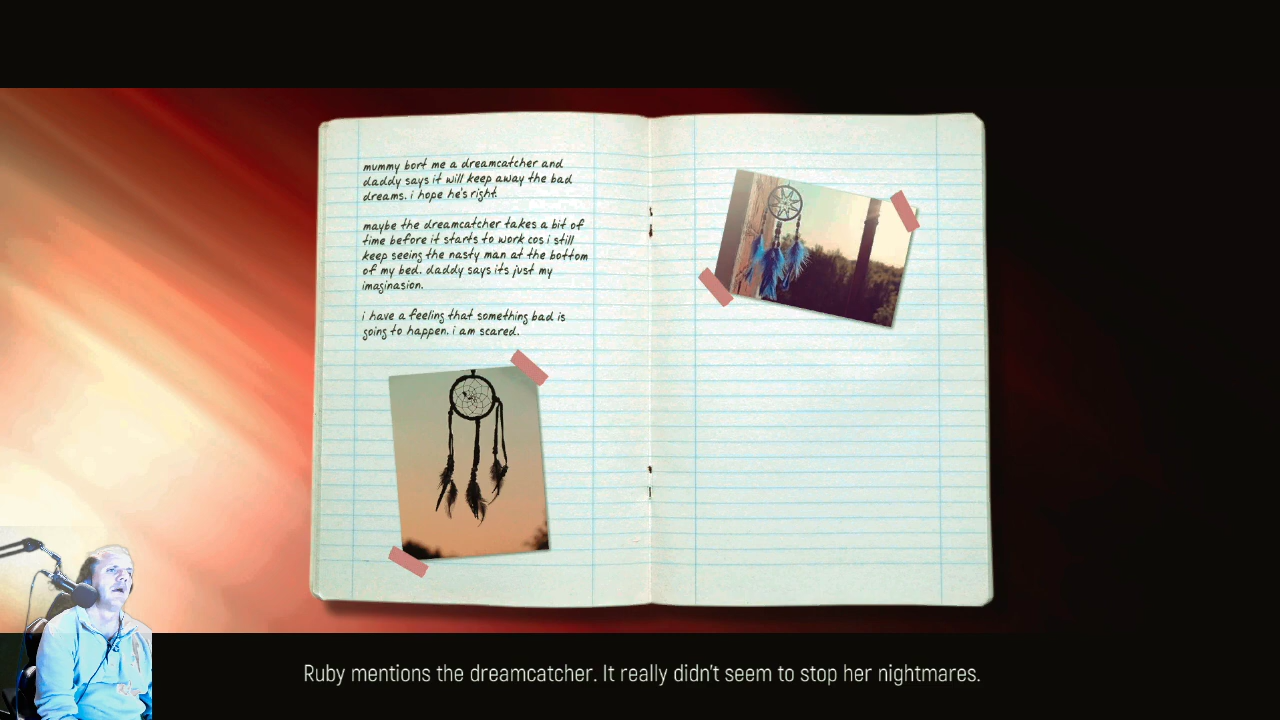 mummy bort me a dreamcatcher and
daddy says it will keep away the bad
dreams. i hope he's right.
maybe the dreamcatcher takes a bit of
time before it starts to work cos i still
keep seeing the nasty man at the bottom
of my bed. daddy says its just my
imaginasion.
i have a feeling that something bad is
going to happen. i am scared.
Ruby mentions the dreamcatcher. It really didn't seem to stop her nightmares.